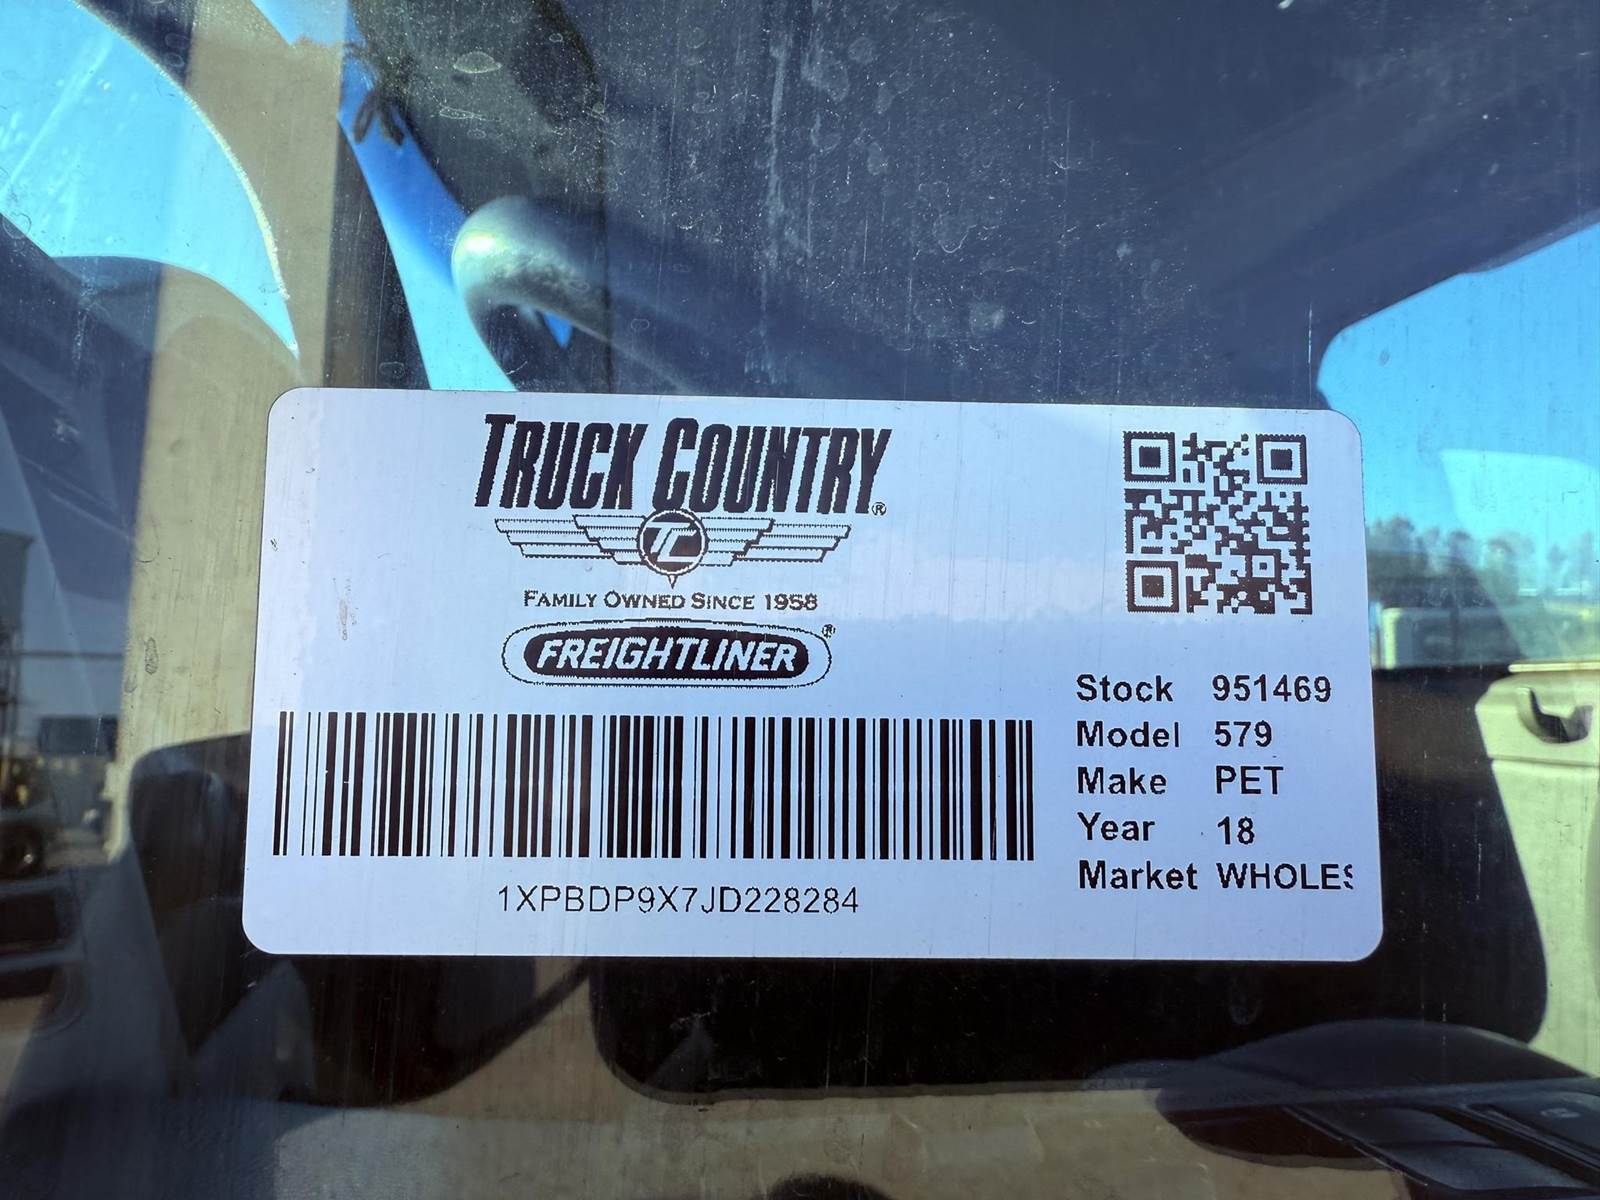 TRUCK COUNTRY®
TC
FAMILY OWNED SINCE 1958
FREIGHTLINER®
1XPBDP9X7JD228284
Stock 951469
Model 579
Make PET
Year 18
Market WHOLES